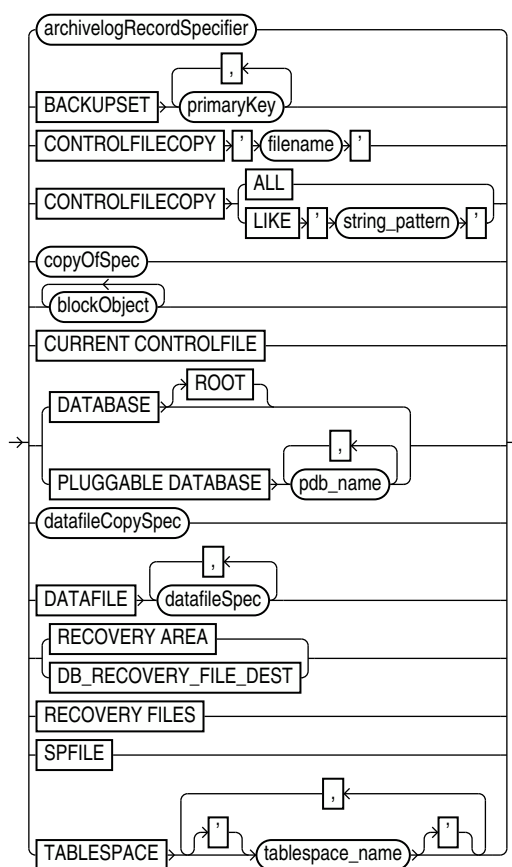 archivelogRecordSpecifier
,
BACKUPSET primaryKey
CONTROLFILECOPY ' filename '
ALL
CONTROLFILECOPY
LIKE ' string_pattern '
copyOfSpec
blockObject
CURRENT CONTROLFILE
ROOT
DATABASE
,
PLUGGABLE DATABASE pdb_name
datafileCopySpec
,
DATAFILE datafileSpec
RECOVERY AREA
DB_RECOVERY_FILE_DEST
RECOVERY FILES
SPFILE
,
' '
TABLESPACE tablespace_name